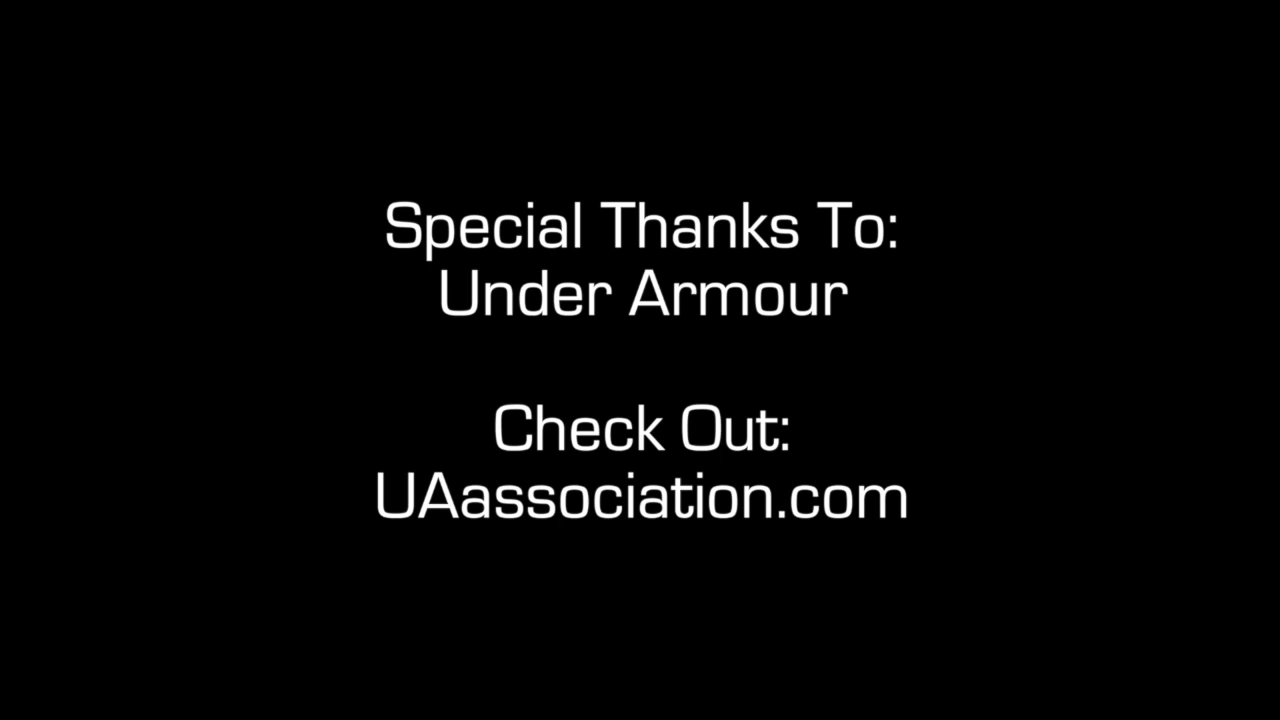 Special Thanks To:
Under Armour
Check Out:
UAassociation.com